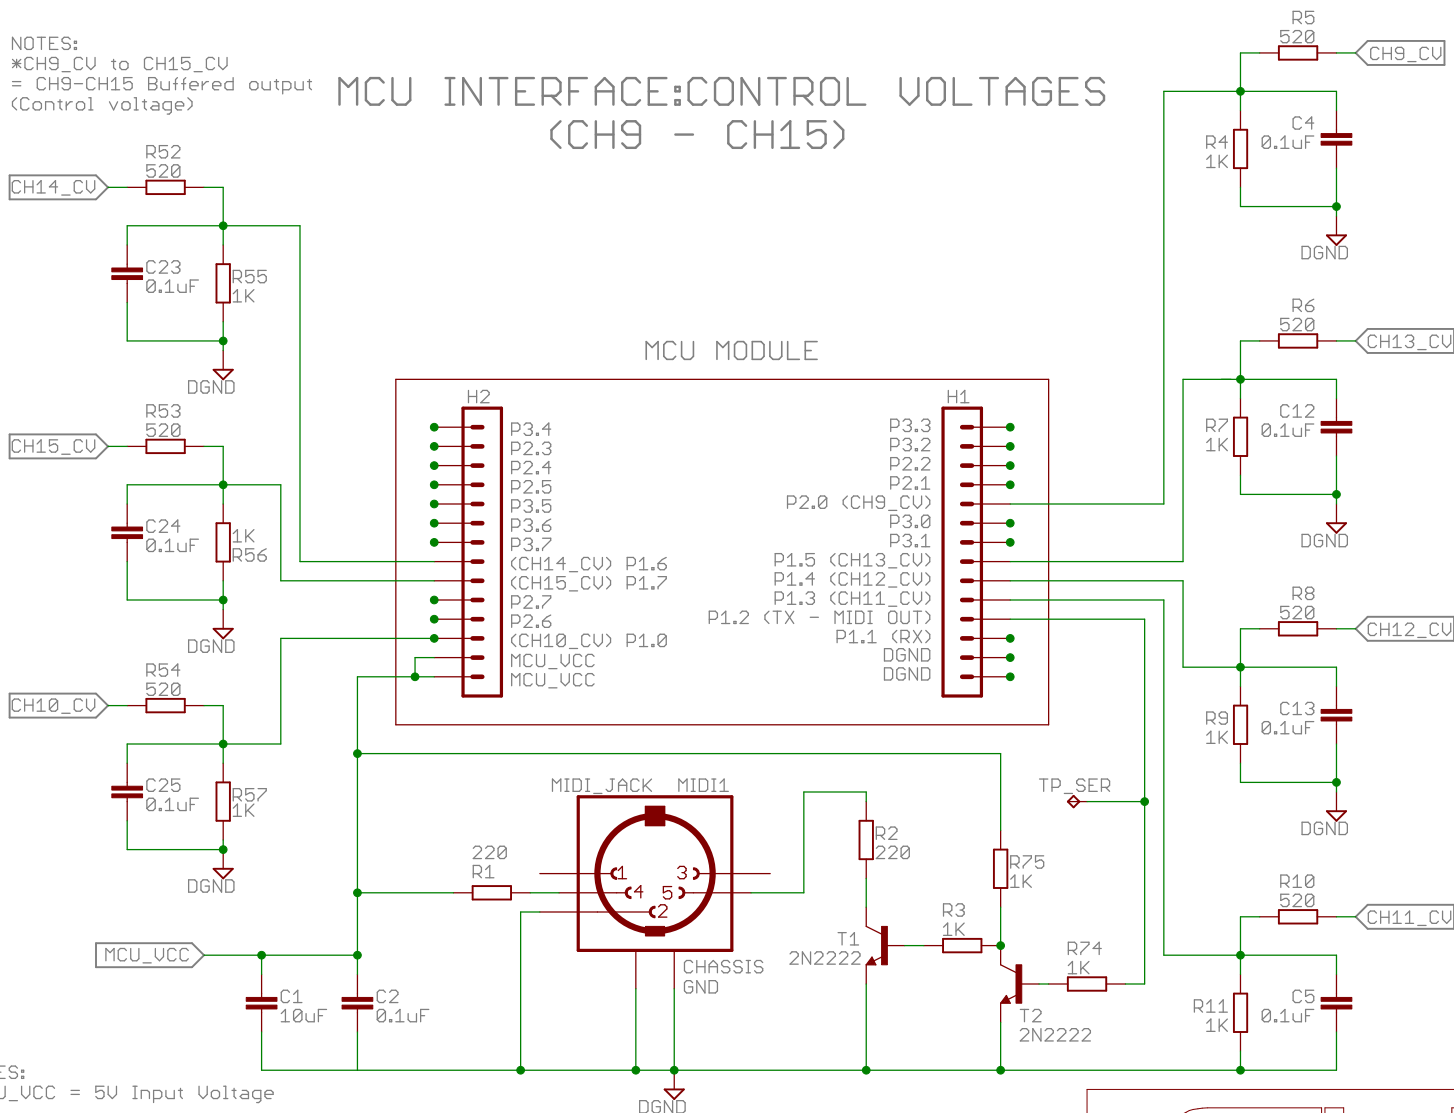 NOTES:
*CH9_CV to CH15_CV
= CH9-CH15 Buffered output
(Control voltage)
MCU INTERFACE:CONTROL VOLTAGES
(CH9 - CH15)
R5
520
CH9_CV
R4
1K
C4
0.1uF
DGND
R52
520
CH14_CV
C23
0.1uF
R55
1K
DGND
R6
520
CH13_CV
R7
1K
C12
0.1uF
DGND
MCU MODULE
R53
520
CH15_CV
C24
0.1uF
1K
R56
DGND
H2
P3.4
P2.3
P2.4
P2.5
P3.5
P3.6
P3.7
(CH14_CV) P1.6
(CH15_CV) P1.7
P2.7
P2.6
(CH10_CV) P1.0
MCU_VCC
MCU_VCC
H1
P3.3
P3.2
P2.2
P2.1
P2.0 (CH9_CV)
P3.0
P3.1
P1.5 (CH13_CV)
P1.4 (CH12_CV)
P1.3 (CH11_CV)
P1.2 (TX - MIDI OUT)
P1.1 (RX)
DGND
DGND
R8
520
CH12_CV
R9
1K
C13
0.1uF
DGND
R54
520
CH10_CV
C25
0.1uF
R57
1K
DGND
MIDI_JACK MIDI1
1
3
4
5
2
220
R1
R2
220
TP_SER
R75
1K
R3
1K
T1
2N2222
R74
1K
T2
2N2222
CHASSIS
GND
R10
520
CH11_CV
R11
1K
C5
0.1uF
MCU_VCC
C1
10uF
C2
0.1uF
DGND
ES:
U_VCC = 5V Input Voltage